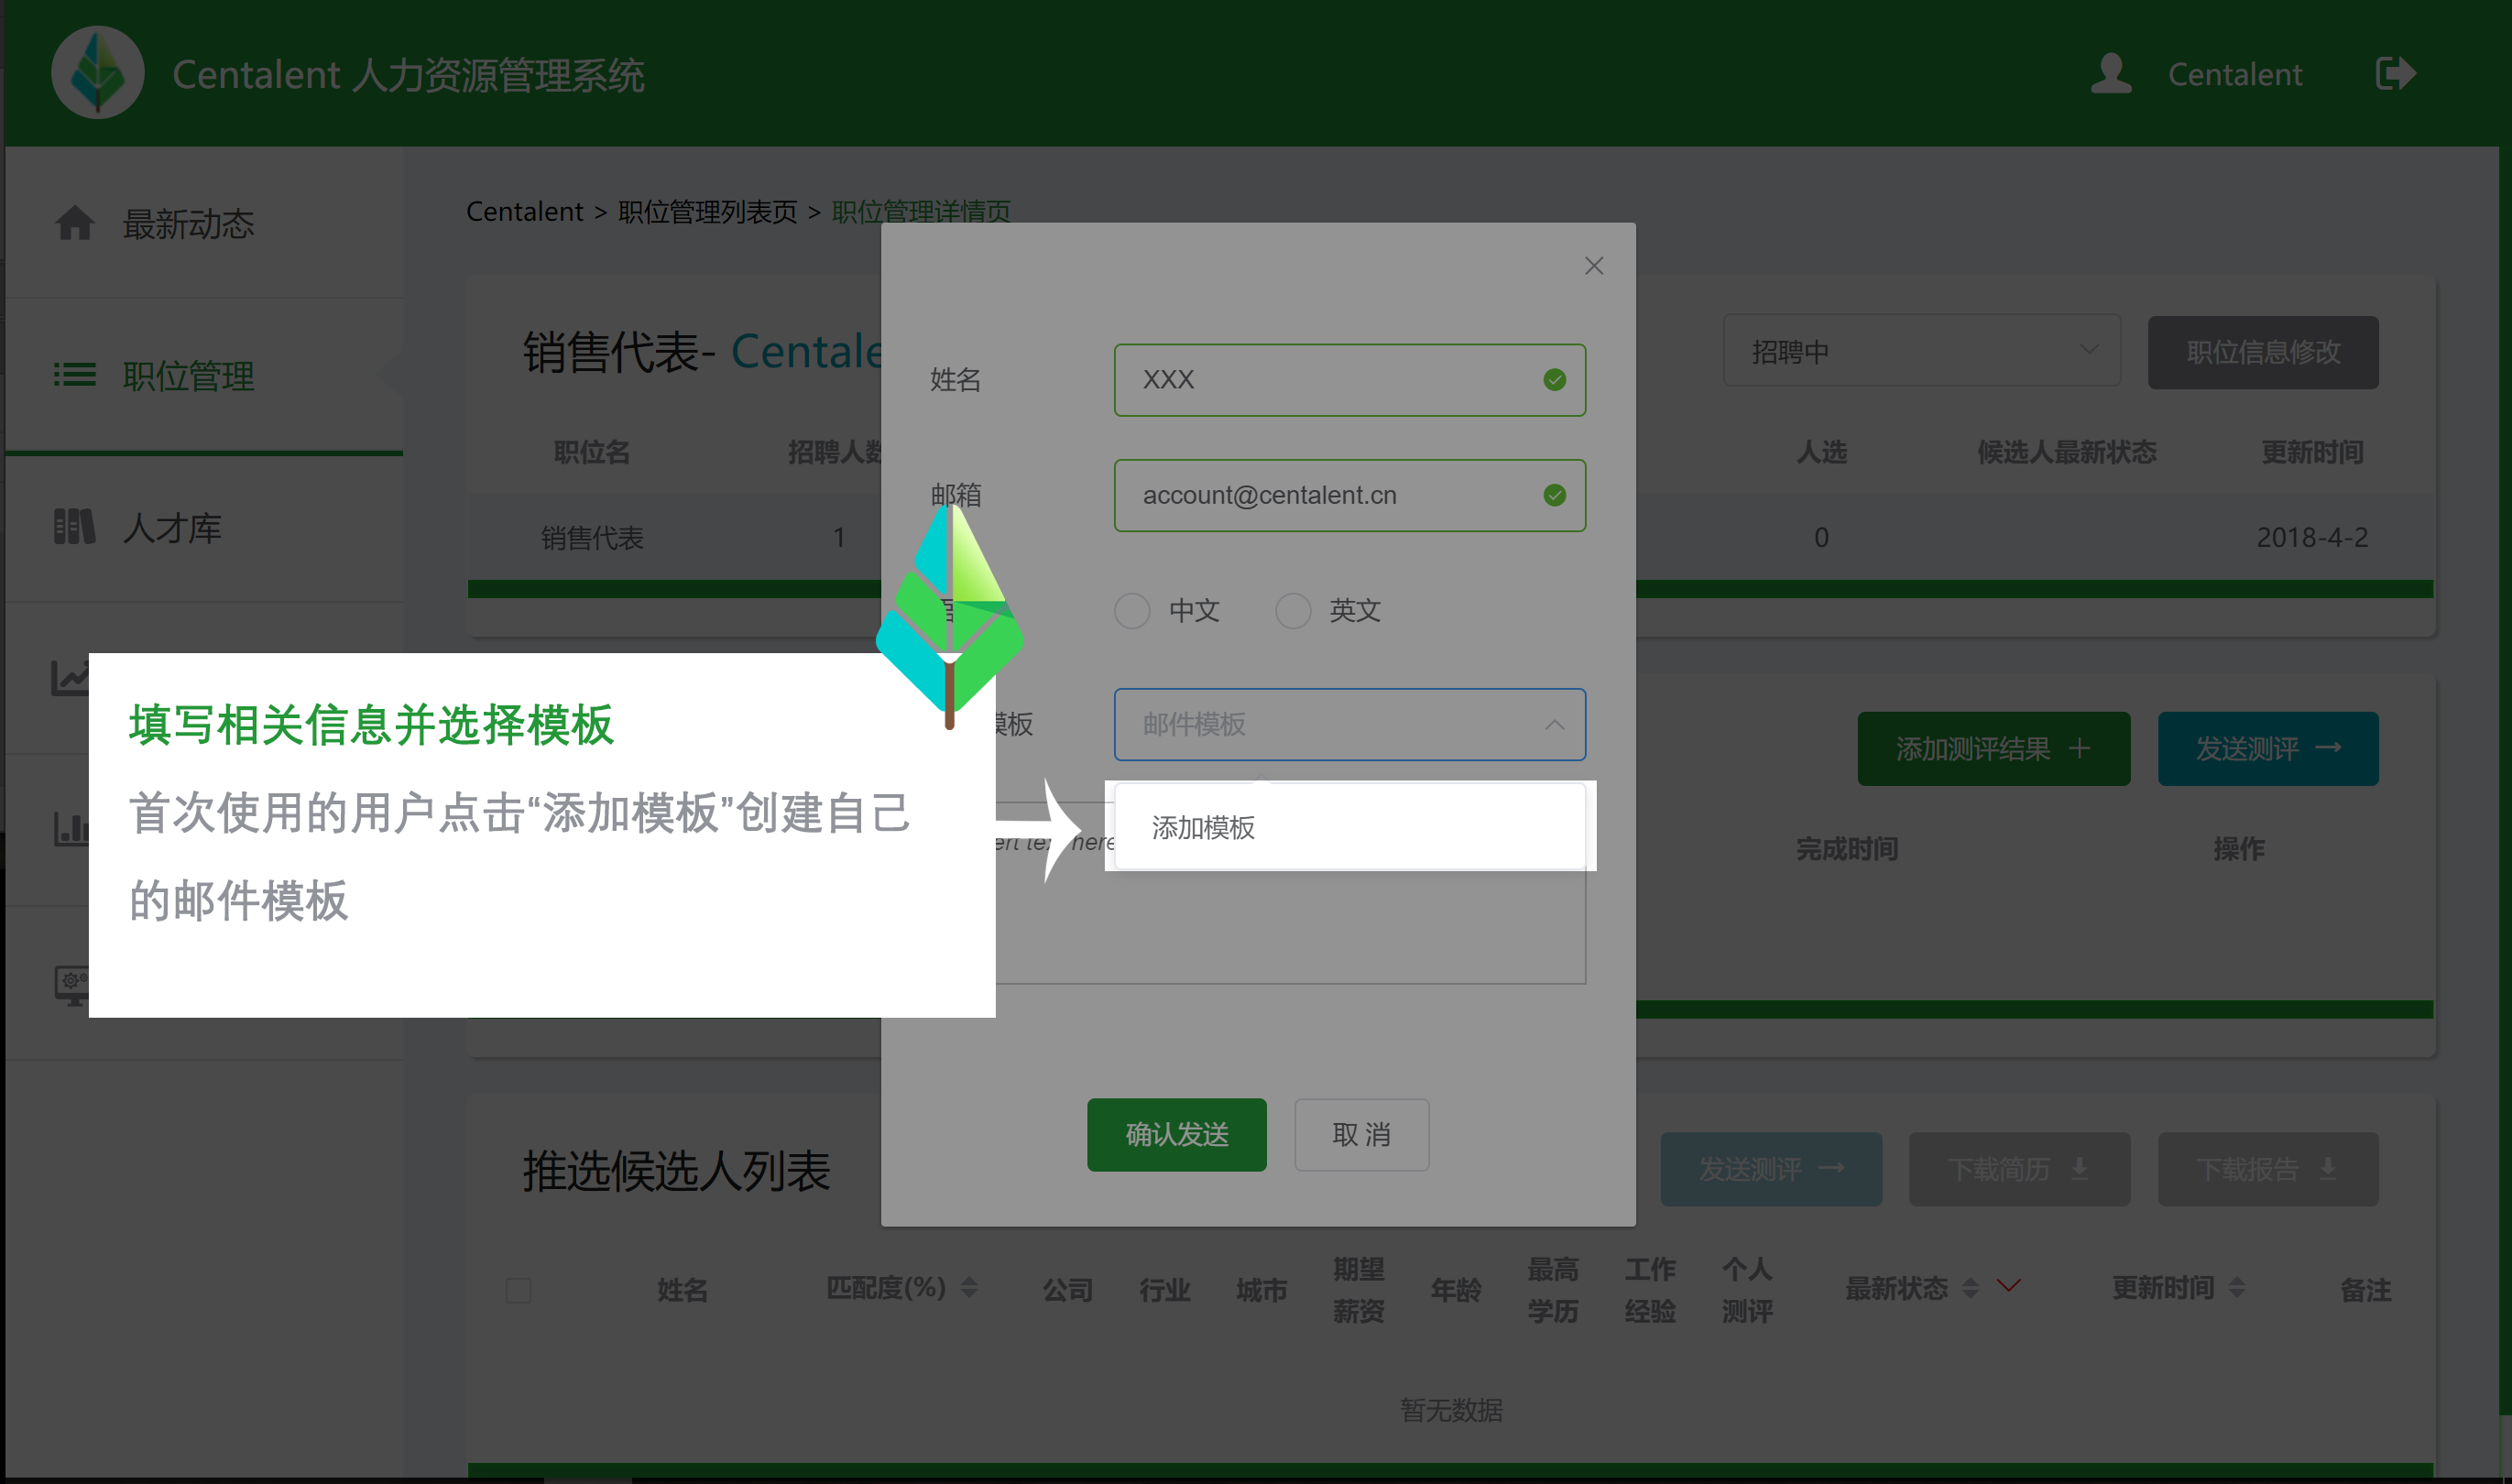 Centalent 人力资源管理系统
Centalent
最新动态
职位管理
人才库
Centalent > 职位管理列表页 > 职位管理详情页
销售代表- Centale
招聘中
职位信息修改
职位名
招聘人数
人选
候选人最新状态
更新时间
销售代表
1
0
2018-4-2
姓名
XXX
邮箱
account@centalent.cn
中文
英文
模板
邮件模板
添加模板
ert te here
填写相关信息并选择模板
首次使用的用户点击“添加模板”创建自己
的邮件模板
添加测评结果 +
发送测评 →
完成时间
操作
确认发送
取 消
推选候选人列表
发送测评 →
下载简历
下载报告
姓名
匹配度(%)
公司
行业
城市
期望
薪资
年龄
最高
学历
工作
经验
个人
测评
最新状态
更新时间
备注
暂无数据